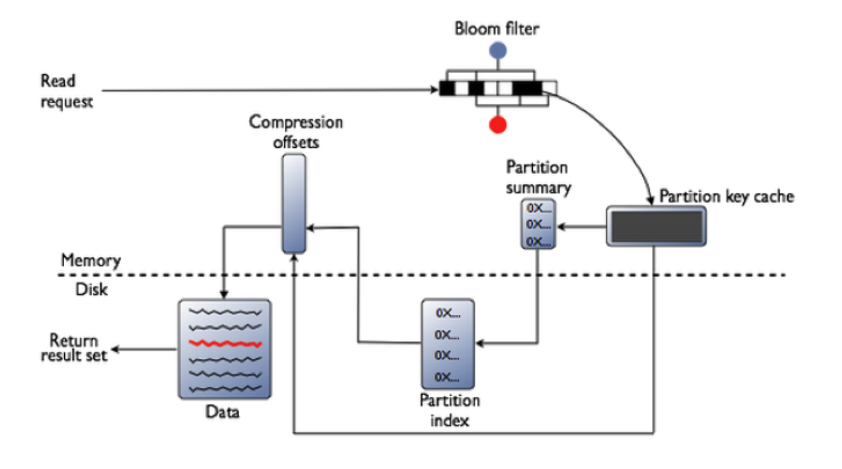 Bloom filter
Read
request
Compression
offsets
Partition
summary
Partition key cache
0X...
0X...
0X...
Memory
Disk
0X...
0X...
0X...
0X...
Return
result set
Data
Partition
index